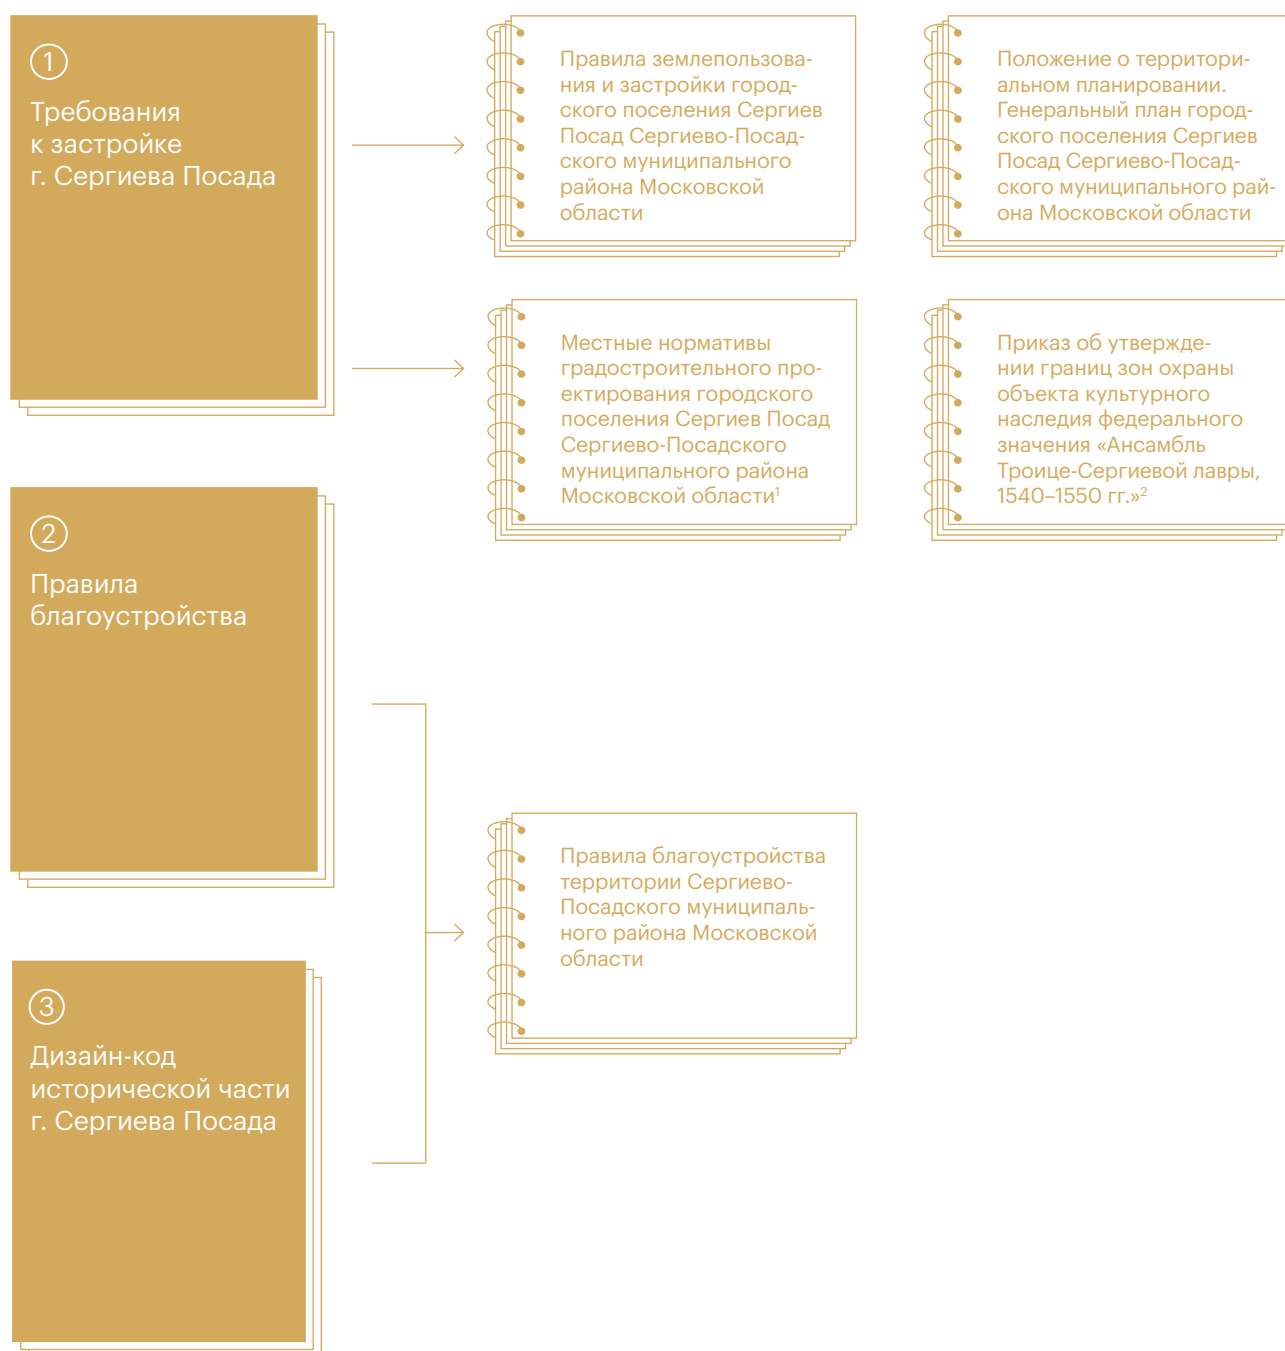 1
Требования
к застройке
г. Сергиева Посада
Правила землепользова-
ния и застройки город-
ского поселения Сергиев
Посад Сергиево-Посад-
ского муниципального
района Московской
области
Положение о территори-
альном планировании.
Генеральный план город-
ского поселения Сергиев
Посад Сергиево-Посад-
ского муниципального рай-
она Московской области
Местные нормативы
градостроительного про-
ектирования городского
поселения Сергиев Посад
Сергиево-Посадского
муниципального района
Московской области¹
Приказ об утвержде-
нии границ зон охраны
объекта культурного
наследия федерального
значения «Ансамбль
Троице-Сергиевой лавры,
1540–1550 гг.»²
2
Правила
благоустройства
Правила благоустройства
территории Сергиево-
Посадского муниципаль-
ного района Московской
области
3
Дизайн-код
исторической части
г. Сергиева Посада